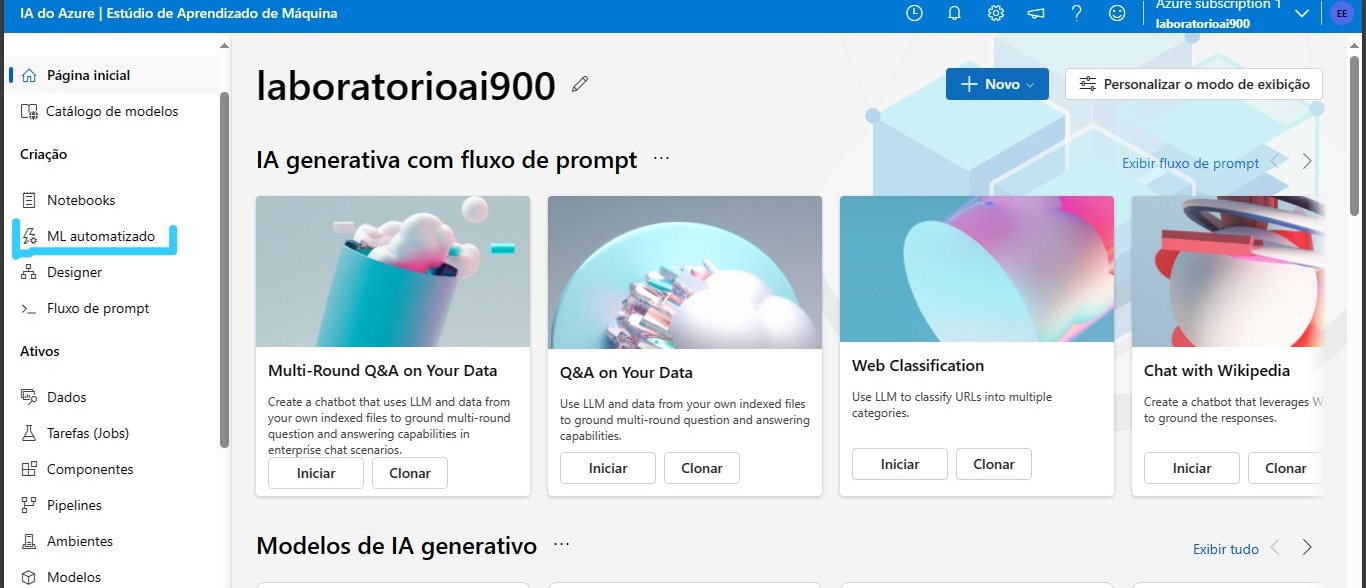 IA do Azure | Estúdio de Aprendizado de Máquina
Azure subscription 1
laboratorioai900
EE
Página inicial
Catálogo de modelos
Criação
Notebooks
ML automatizado
Designer
Fluxo de prompt
Ativos
Dados
Tarefas (Jobs)
Componentes
Pipelines
Ambientes
Modelos
laboratorioai900
Novo
Personalizar o modo de exibição
IA generativa com fluxo de prompt ...
Exibir fluxo de prompt
Multi-Round Q&A on Your Data
Create a chatbot that uses LLM and data from
your own indexed files to ground multi-round
question and answering capabilities in
enterprise chat scenarios.
Iniciar
Clonar
Q&A on Your Data
Use LLM and data from your own indexed files
to ground multi-round question and answering
capabilities.
Iniciar
Clonar
Web Classification
Use LLM to classify URLs into multiple
categories.
Iniciar
Clonar
Chat with Wikipedia
Create a chatbot that leverages
to ground the responses.
Iniciar
Clonar
Modelos de IA generativo ...
Exibir tudo